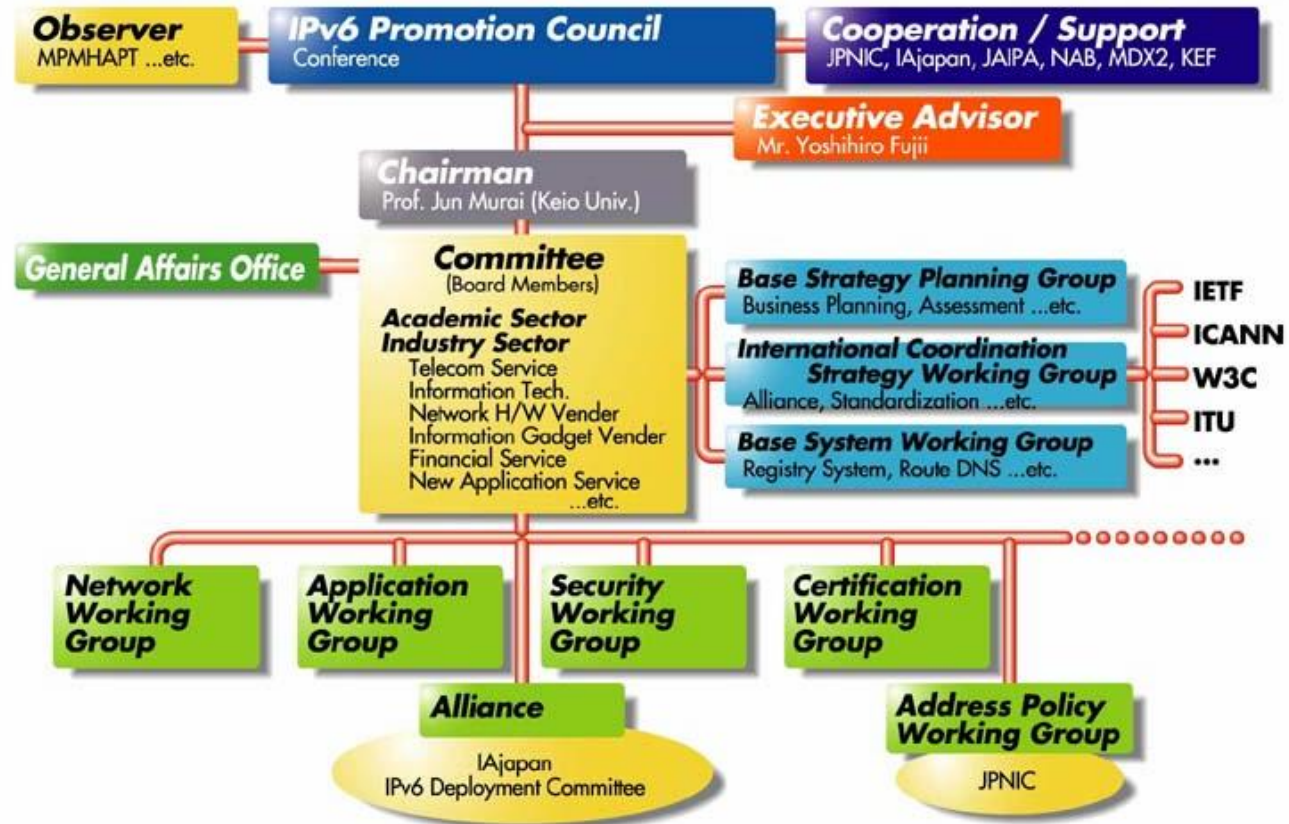 Observer
MPMHAPT ...etc.
IPv6 Promotion Council
Conference
Cooperation / Support
JPNIC, IAjapan, JAIPA, NAB, MDX2, KEF
Executive Advisor
Mr. Yoshihiro Fujii
Chairman
Prof. Jun Murai (Keio Univ.)
General Affairs Office
Committee
(Board Members)
Academic Sector
Industry Sector
Telecom Service
Information Tech.
Network H/W Vender
Information Gadget Vender
Financial Service
New Application Service
...etc.
Base Strategy Planning Group
Business Planning, Assessment ...etc.
International Coordination
Strategy Working Group
Alliance, Standardization ...etc.
Base System Working Group
Registry System, Route DNS ...etc.
IETF
ICANN
W3C
ITU
...
Network
Working
Group
Application
Working
Group
Security
Working
Group
Certification
Working
Group
Alliance
IAjapan
IPv6 Deployment Committee
Address Policy
Working Group
JPNIC